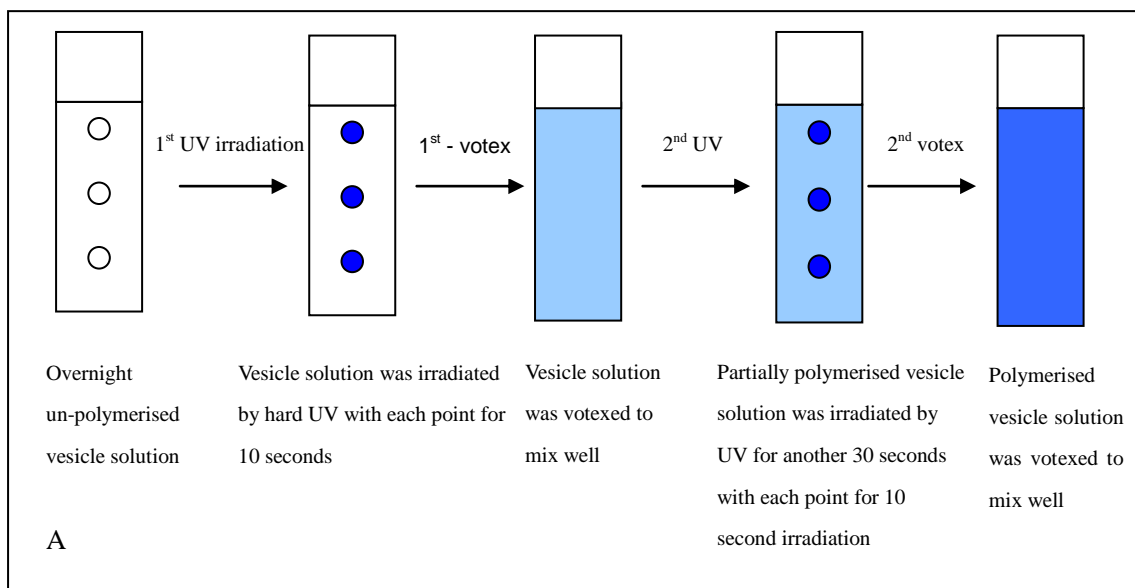 1st UV irradiation
1st - votex
2nd UV
2nd votex
Overnight
un-polymerised
vesicle solution
Vesicle solution was irradiated
by hard UV with each point for
10 seconds
Vesicle solution
was votexed to
mix well
Partially polymerised vesicle
solution was irradiated by
UV for another 30 seconds
with each point for 10
second irradiation
Polymerised
vesicle solution
was votexed to
mix well
A